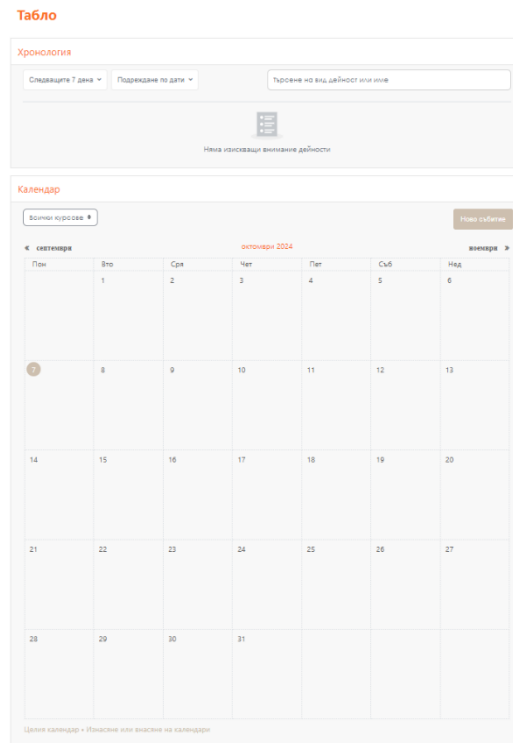 Табло
Хронология
Следващите 7 дена Подреждане по дати Търсене на вид дейност или име
Няма изискващи внимание дейности
Календар
Всички курсове Ново събитие
« септември октомври 2024 ноември »
Пон Вто Сря Чет Пет Съб Нед
1 2 3 4 5 6
7 8 9 10 11 12 13
14 15 16 17 18 19 20
21 22 23 24 25 26 27
28 29 30 31
Целия календар • Изнасяне или внасяне на календари